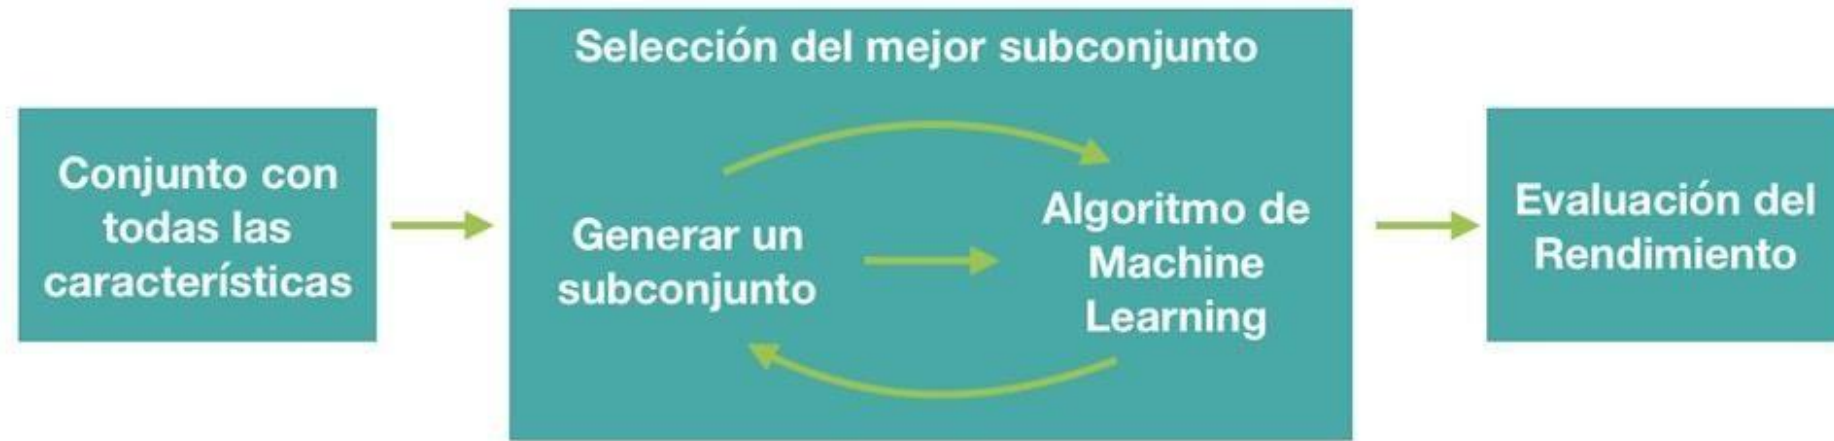 Selección del mejor subconjunto
Conjunto con
todas las
características
Generar un
subconjunto
Algoritmo de
Machine
Learning
Evaluación del
Rendimiento